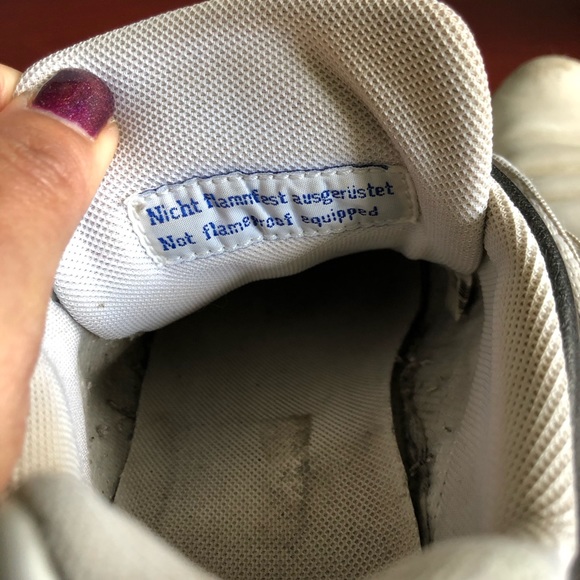 Nicht flammfest ausgerüstet
Not flameproof equipped